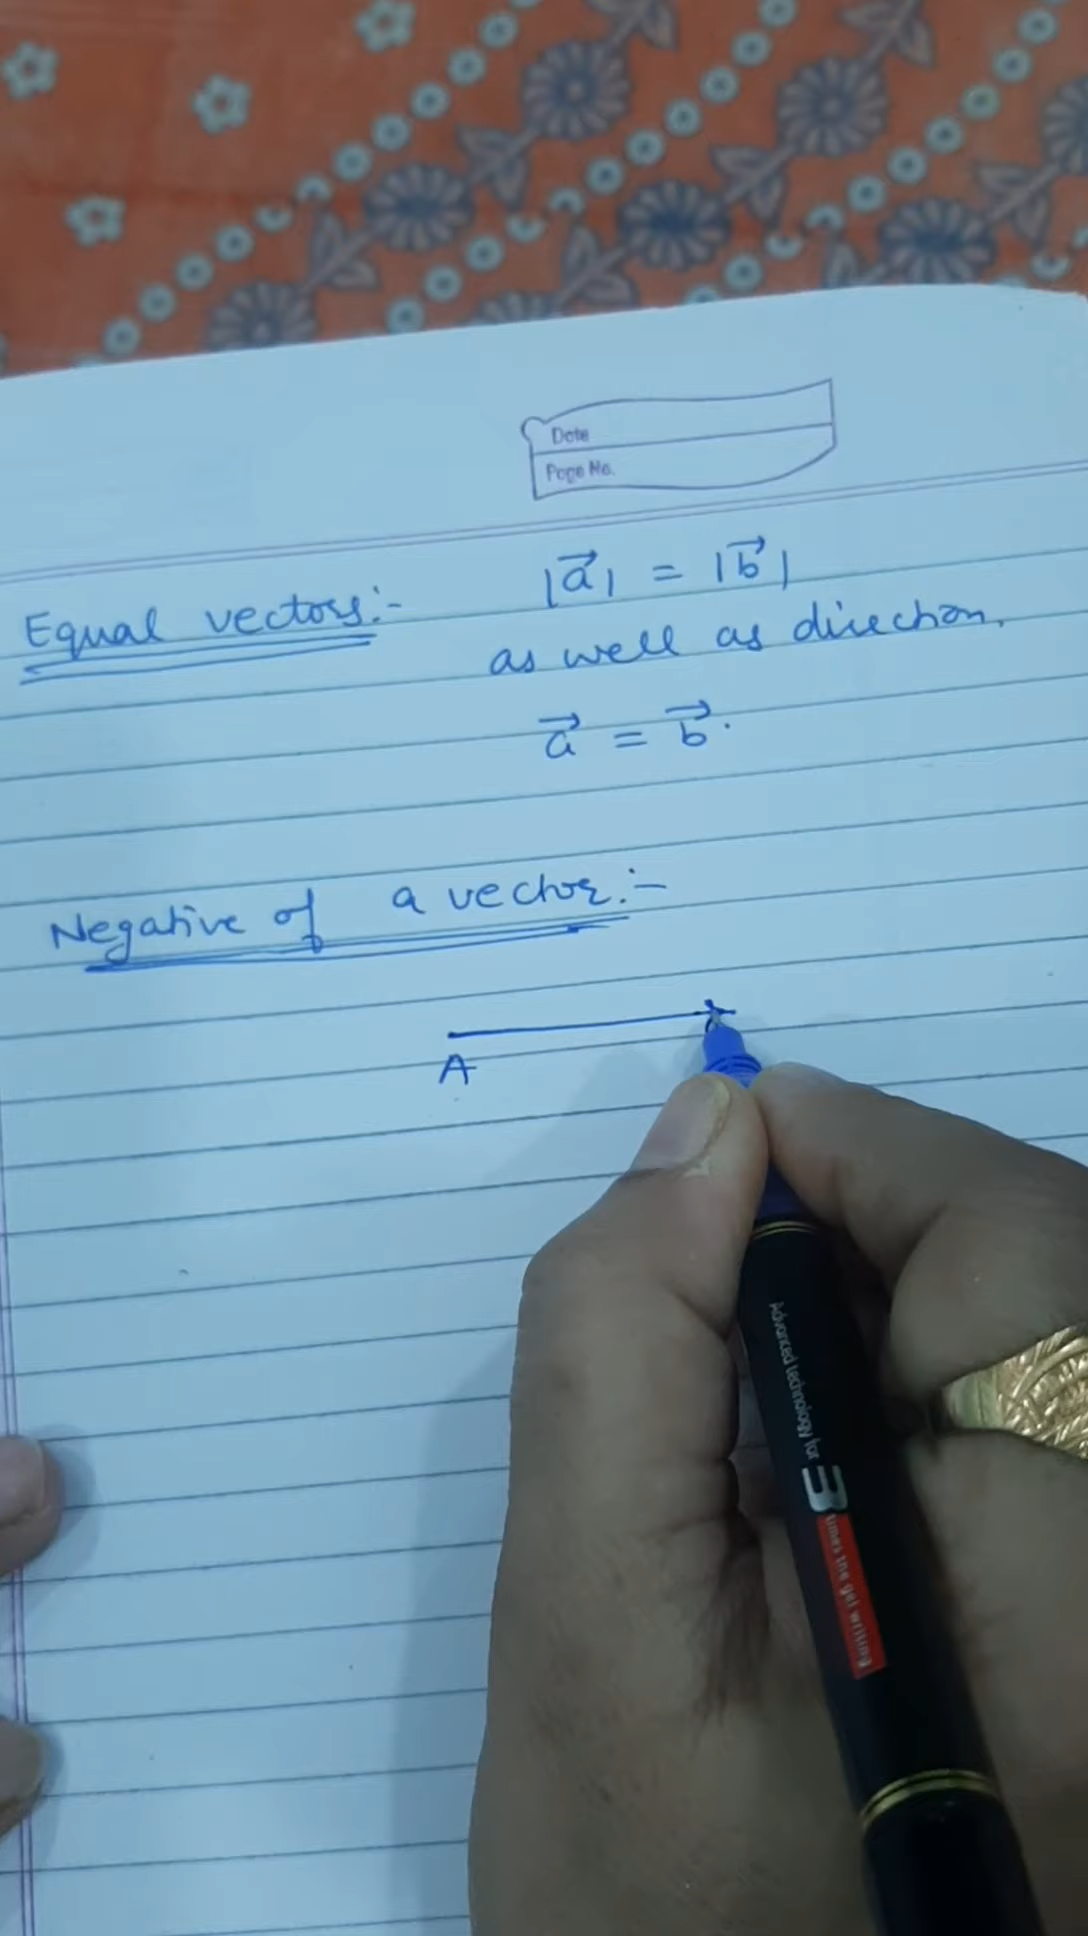 Date
Page No.
Equal vectors:- |a⃗| = |b⃗|
as well as direction.
a⃗ = b⃗.
Negative of a vector:-
A
Advanced technology for 3 times the gel writing